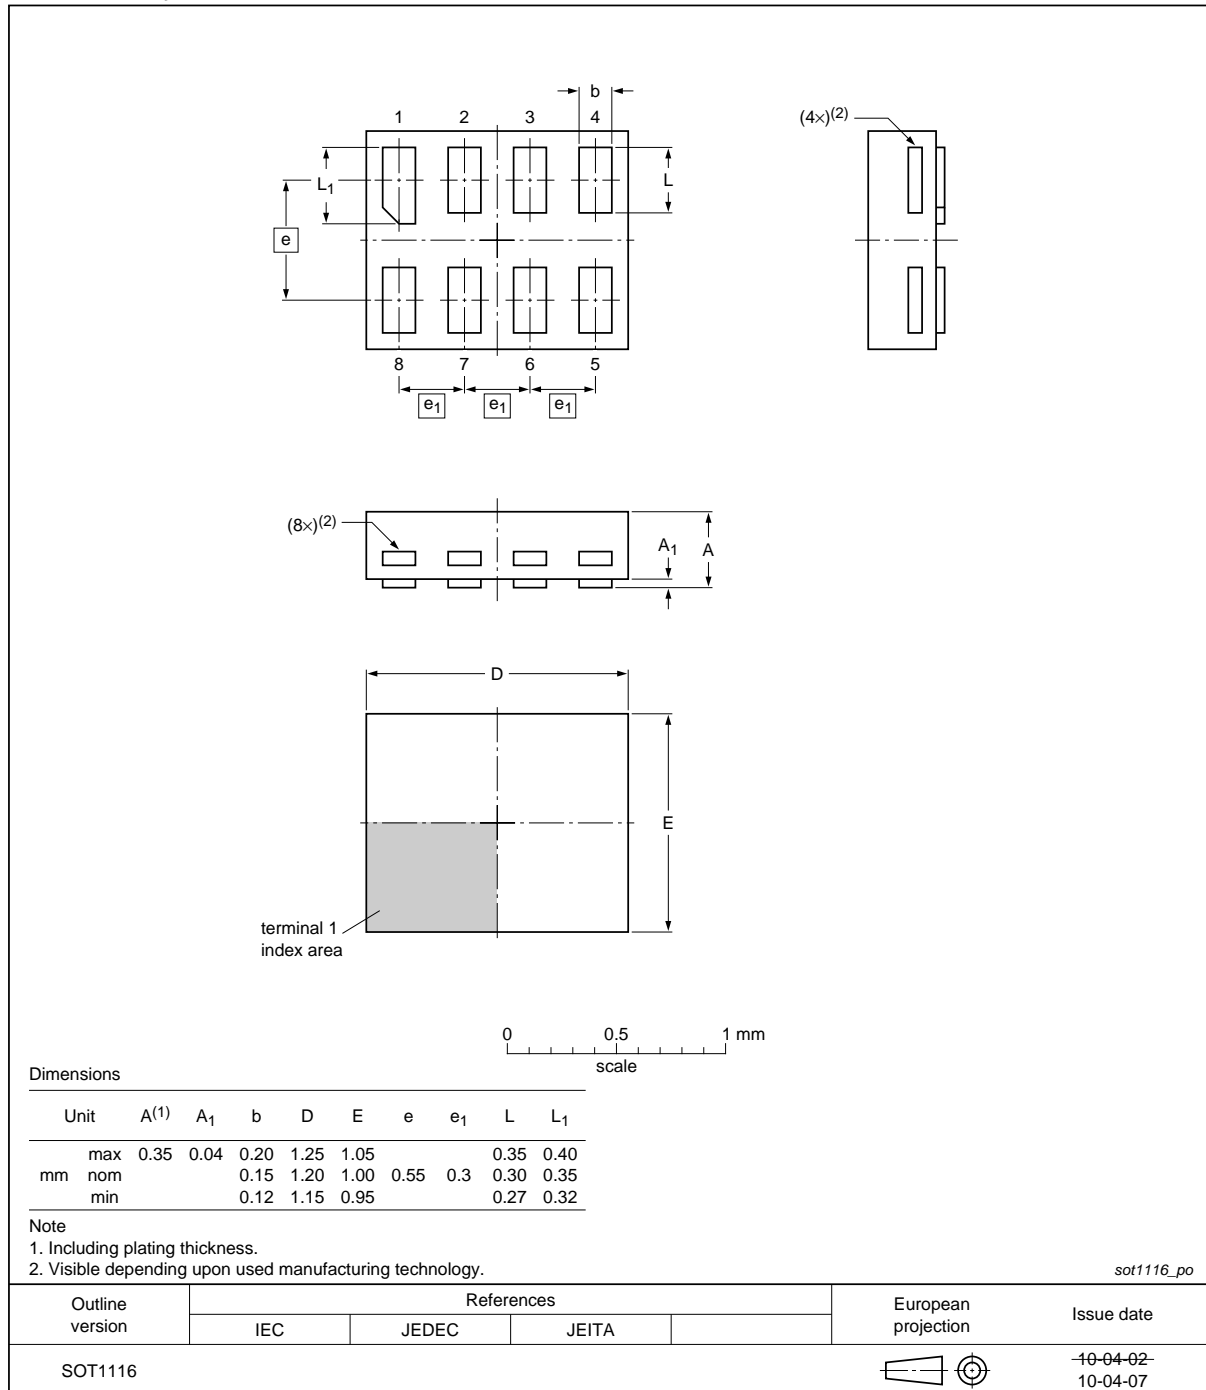 b
1 2 3 4
(4×)(2)
L1
L
e
8 7 6 5
e1 e1 e1
(8×)(2)
A1
A
D
E
terminal 1
index area
0 0.5 1 mm
scale
Dimensions
Unit A(1) A1 b D E e e1 L L1
max 0.35 0.04 0.20 1.25 1.05 0.35 0.40
mm nom 0.15 1.20 1.00 0.55 0.3 0.30 0.35
min 0.12 1.15 0.95 0.27 0.32
Note
1. Including plating thickness.
2. Visible depending upon used manufacturing technology.
sot1116_po
Outline version References European projection Issue date
IEC JEDEC JEITA
SOT1116
10-04-02
10-04-07